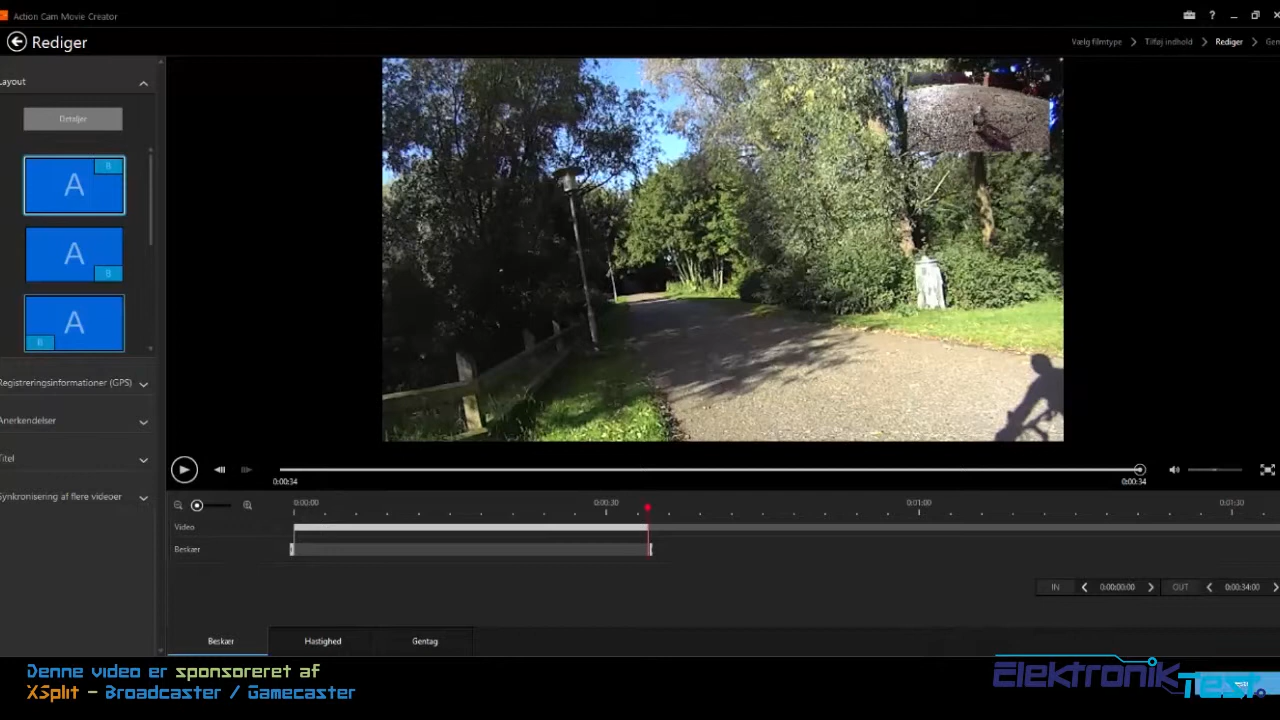 Action Cam Movie Creator
?
Rediger
Vælg filmtype
Tilføj indhold
Rediger
Layout
Detaljer
A
B
A
B
A
B
Registreringsinformationer (GPS)
Anerkendelser
Titel
Synkronisering af flere videoer
0:00:34
0:00:34
0:00:00
0:00:30
0:01:00
0:01:30
Video
Beskær
IN
0:00:00:00
OUT
0:00:34:00
Beskær
Hastighed
Gentag
Denne video er sponsoreret af
XSplit - Broadcaster / Gamecaster
Elektronik
Test